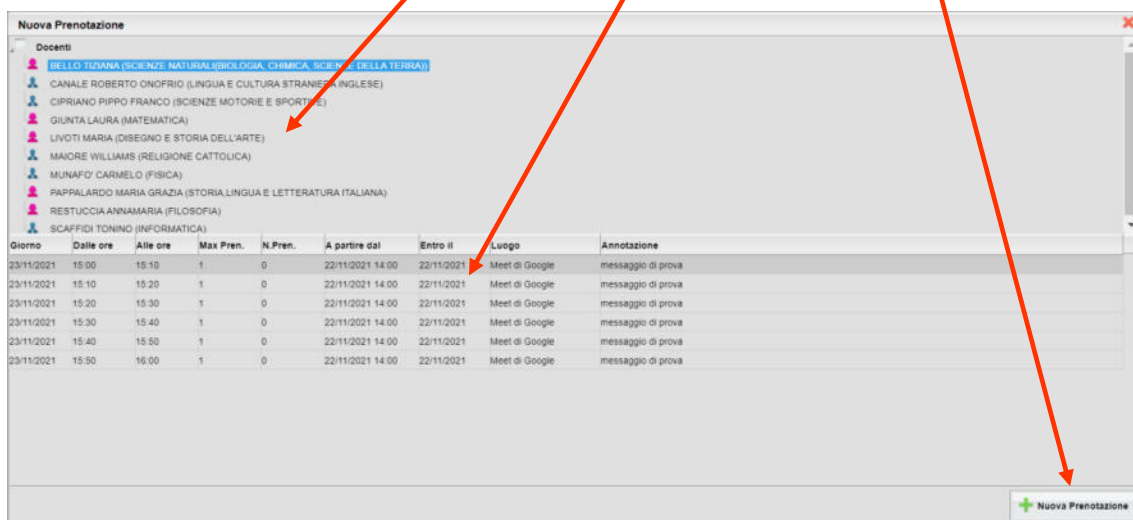 Nuova Prenotazione
Docenti
BELLO TIZIANA (SCIENZE NATURALI(BIOLOGIA, CHIMICA, SCIENZE DELLA TERRA))
CANALE ROBERTO ONOFRIO (LINGUA E CULTURA STRANIERA INGLESE)
CIPRIANO PIPPO FRANCO (SCIENZE MOTORIE E SPORTIVE)
GIUNTA LAURA (MATEMATICA)
LIVOTI MARIA (DISEGNO E STORIA DELL'ARTE)
MAIORE WILLIAMS (RELIGIONE CATTOLICA)
MUNAFO' CARMELO (FISICA)
PAPPALARDO MARIA GRAZIA (STORIA,LINGUA E LETTERATURA ITALIANA)
RESTUCCIA ANNAMARIA (FILOSOFIA)
SCAFFIDI TONINO (INFORMATICA)
Giorno Dalle ore Alle ore Max Pren. N.Pren. A partire dal Entro il Luogo Annotazione
23/11/2021 15:00 15:10 1 0 22/11/2021 14:00 22/11/2021 Meet di Google messaggio di prova
23/11/2021 15:10 15:20 1 0 22/11/2021 14:00 22/11/2021 Meet di Google messaggio di prova
23/11/2021 15:20 15:30 1 0 22/11/2021 14:00 22/11/2021 Meet di Google messaggio di prova
23/11/2021 15:30 15:40 1 0 22/11/2021 14:00 22/11/2021 Meet di Google messaggio di prova
23/11/2021 15:40 15:50 1 0 22/11/2021 14:00 22/11/2021 Meet di Google messaggio di prova
23/11/2021 15:50 16:00 1 0 22/11/2021 14:00 22/11/2021 Meet di Google messaggio di prova
Nuova Prenotazione